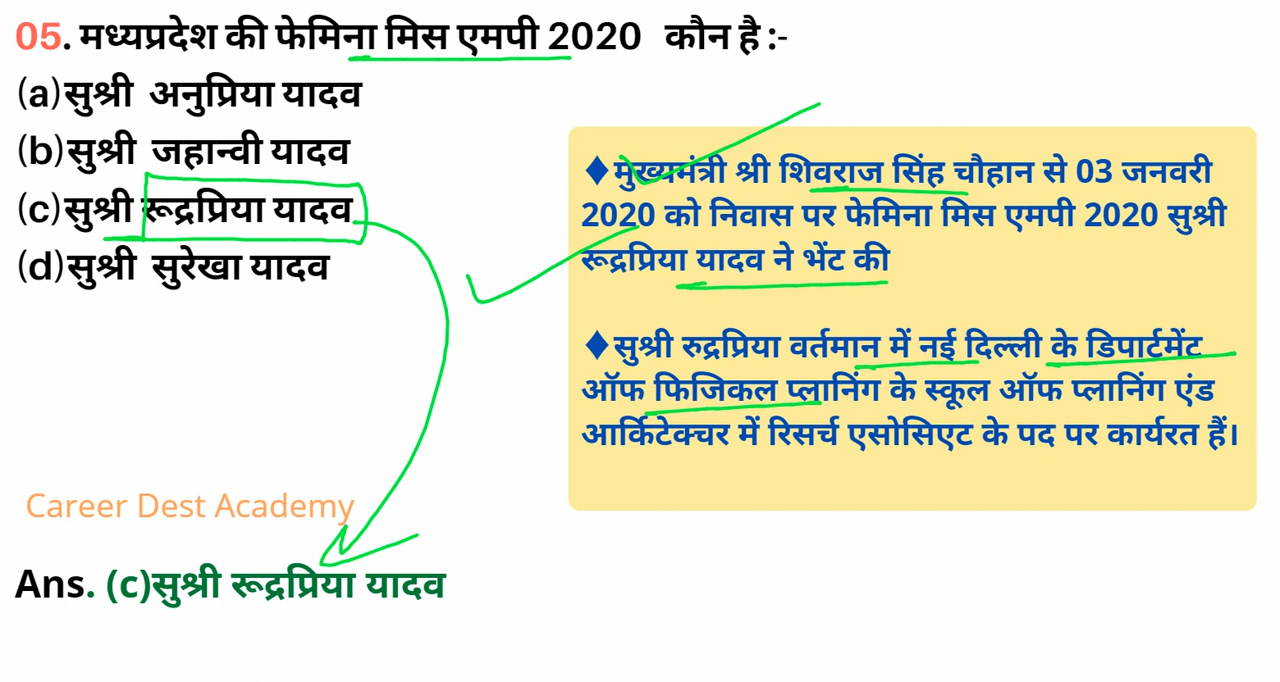 05. मध्यप्रदेश की फेमिना मिस एमपी 2020 कौन है :-
(a)सुश्री अनुप्रिया यादव
(b)सुश्री जहान्वी यादव
(c)सुश्री रूद्रप्रिया यादव
(d)सुश्री सुरेखा यादव
♦मुख्यमंत्री श्री शिवराज सिंह चौहान से 03 जनवरी
2020 को निवास पर फेमिना मिस एमपी 2020 सुश्री
रूद्रप्रिया यादव ने भेंट की
♦सुश्री रुद्रप्रिया वर्तमान में नई दिल्ली के डिपार्टमेंट
ऑफ फिजिकल प्लानिंग के स्कूल ऑफ प्लानिंग एंड
आर्किटेक्चर में रिसर्च एसोसिएट के पद पर कार्यरत हैं।
Career Dest Academy
Ans. (c)सुश्री रूद्रप्रिया यादव